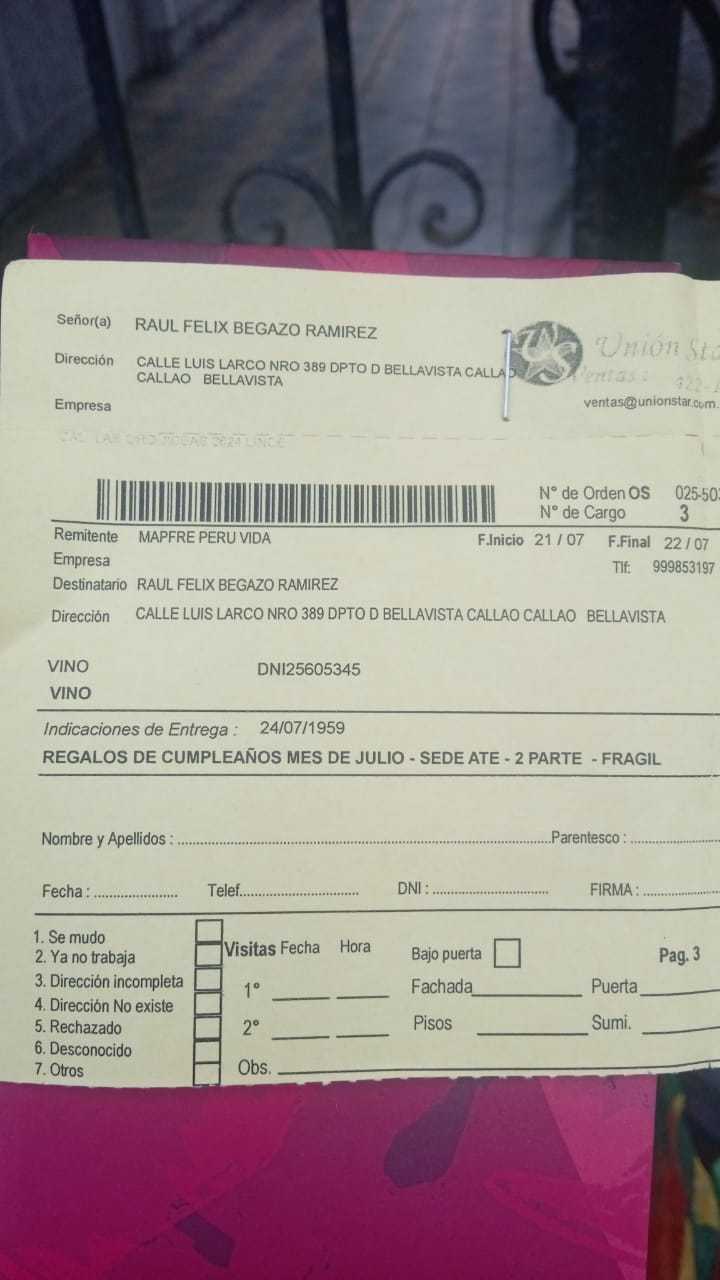 Señor(a) RAUL FELIX BEGAZO RAMIREZ
Dirección CALLE LUIS LARCO NRO 389 DPTO D BELLAVISTA CALLAO
CALLAO BELLAVISTA
Empresa
Unión
Ventas:
ventas@unionstar.com.
N° de Orden OS 025-503
N° de Cargo 3
Remitente MAPFRE PERU VIDA F.Inicio 21 / 07 F.Final 22 / 07
Empresa Tlf: 999853197
Destinatario RAUL FELIX BEGAZO RAMIREZ
Dirección CALLE LUIS LARCO NRO 389 DPTO D BELLAVISTA CALLAO CALLAO BELLAVISTA
VINO DNI25605345
VINO
Indicaciones de Entrega : 24/07/1959
REGALOS DE CUMPLEAÑOS MES DE JULIO - SEDE ATE - 2 PARTE - FRAGIL
Nombre y Apellidos : Parentesco :
Fecha : Telef. DNI : FIRMA :
1. Se mudo
2. Ya no trabaja
3. Dirección incompleta
4. Dirección No existe
5. Rechazado
6. Desconocido
7. Otros
Visitas Fecha Hora
1°
2°
Obs.
Bajo puerta Pag. 3
Fachada Puerta
Pisos Sumi.